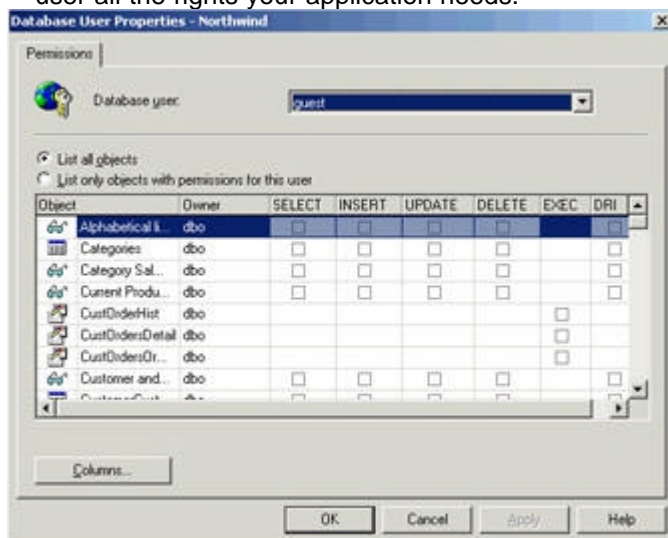 user all the rights your application needs.
Database User Properties - Northwind
Permissions
Database user:
guest
List all objects
List only objects with permissions for this user
Object Owner SELECT INSERT UPDATE DELETE EXEC DRI
Alphabetical li... dbo
Categories dbo
Category Sal... dbo
Current Produ... dbo
CustOrderHist dbo
CustOrdersDetail dbo
CustOrdersOr... dbo
Customer and... dbo
Columns...
OK Cancel Apply Help